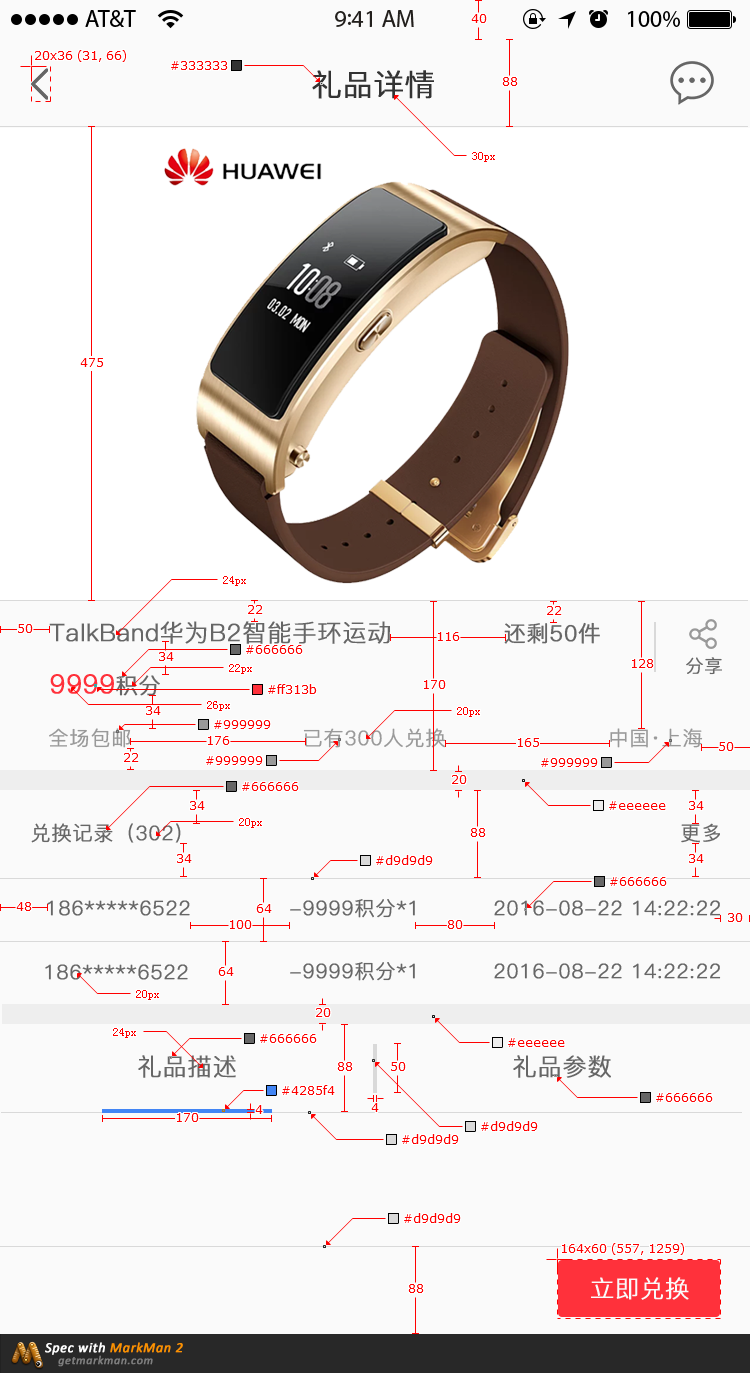 AT&T 9:41 AM 100%
40
20x36 (31, 66)
#333333
礼品详情
88
30px
HUAWEI
10:08
03.02 MON
475
24px
22
22
50
TalkBand华为B2智能手环运动
116
还剩50件
34
#666666
128
分享
22px
9999积分
#ff313b
170
26px
34
20px
#999999
全场包邮
176
已有300人兑换
165
中国·上海
50
22
#999999
#999999
20
#666666
#eeeeee
34
34
20px
兑换记录（302）
88
更多
34
34
#d9d9d9
#666666
48
186*****6522
64
-9999积分*1
2016-08-22 14:22:22
30
100
80
64
186*****6522
-9999积分*1
2016-08-22 14:22:22
20px
20
24px
#666666
#eeeeee
礼品描述
88
50
礼品参数
#4285f4
#666666
4
4
170
#d9d9d9
#d9d9d9
#d9d9d9
164x60 (557, 1259)
88
立即兑换
Spec with MarkMan 2
getmarkman.com